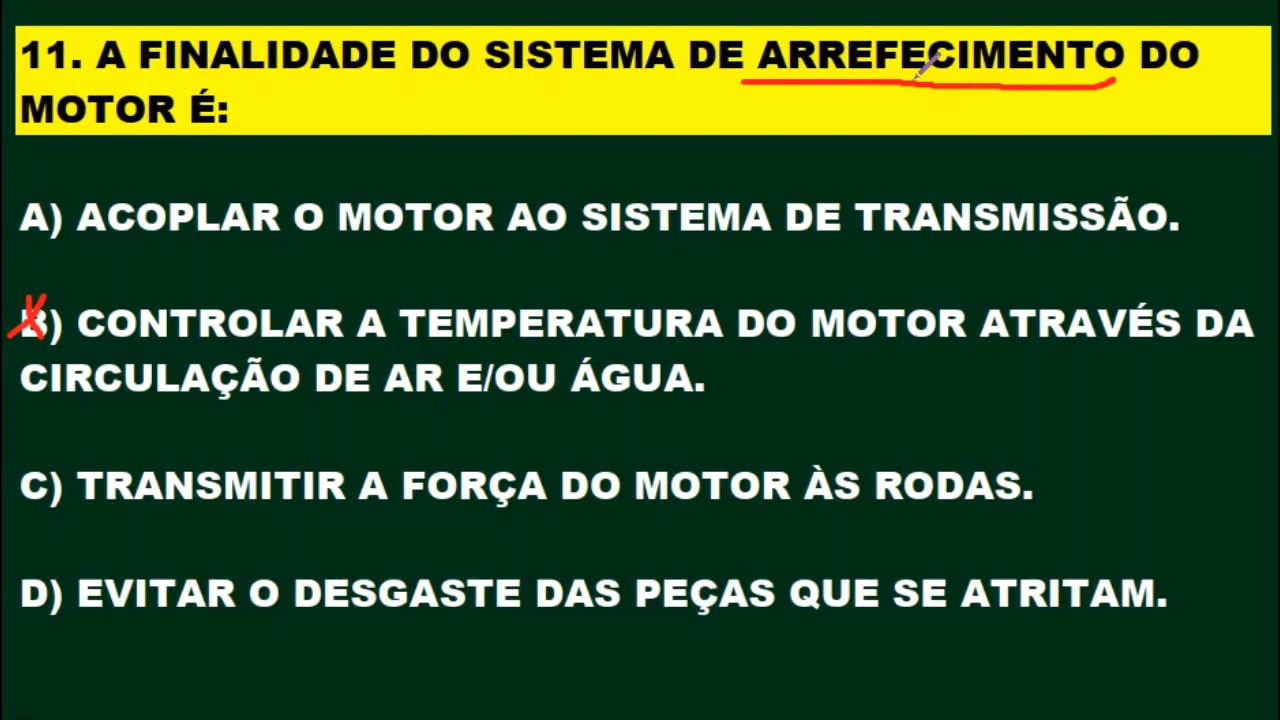 11. A FINALIDADE DO SISTEMA DE ARREFECIMENTO DO
MOTOR É:
A) ACOPLAR O MOTOR AO SISTEMA DE TRANSMISSÃO.
B) CONTROLAR A TEMPERATURA DO MOTOR ATRAVÉS DA
CIRCULAÇÃO DE AR E/OU ÁGUA.
C) TRANSMITIR A FORÇA DO MOTOR ÀS RODAS.
D) EVITAR O DESGASTE DAS PEÇAS QUE SE ATRITAM.